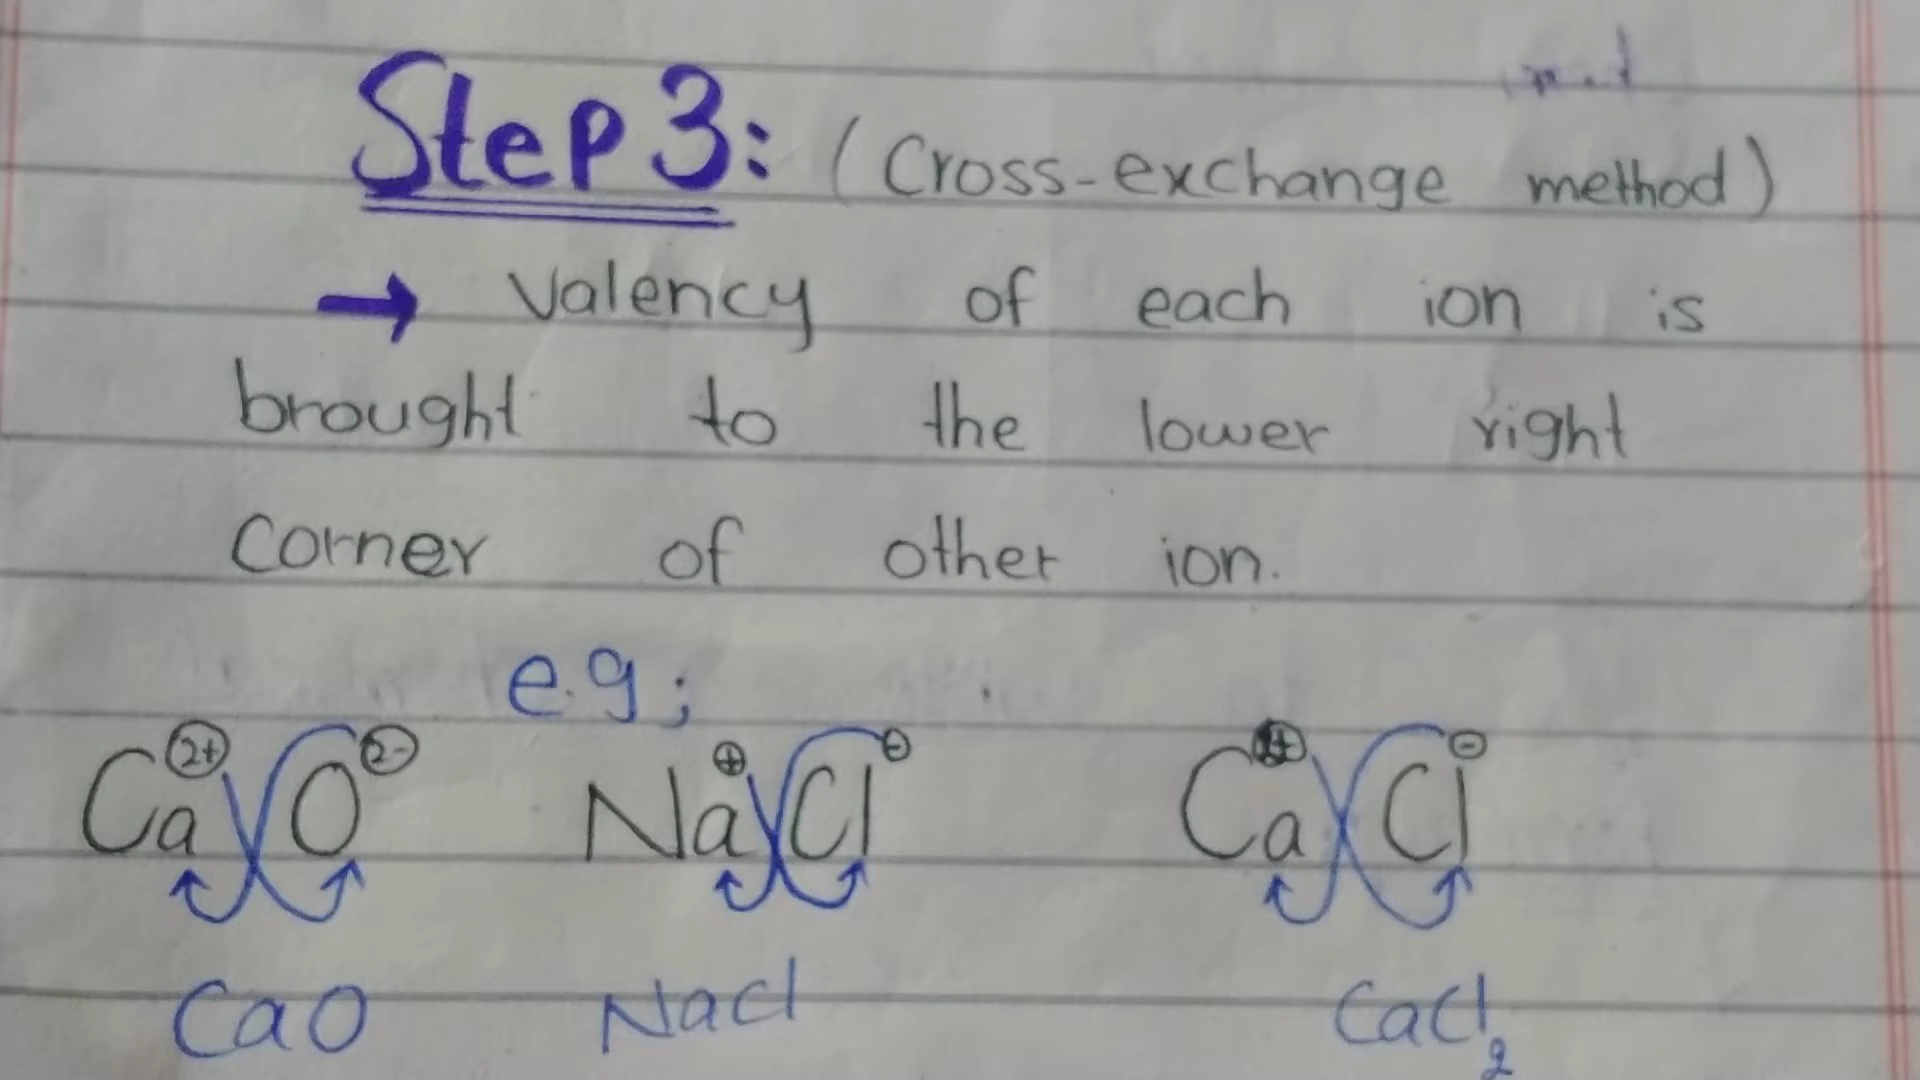 Step 3: (Cross-exchange method)
→ Valency of each ion is
brought to the lower right
corner of other ion.
e.g;
Ca²⁺ O²⁻ Na⁺ Cl⁻ Ca Cl⁻
CaO NaCl CaCl₂